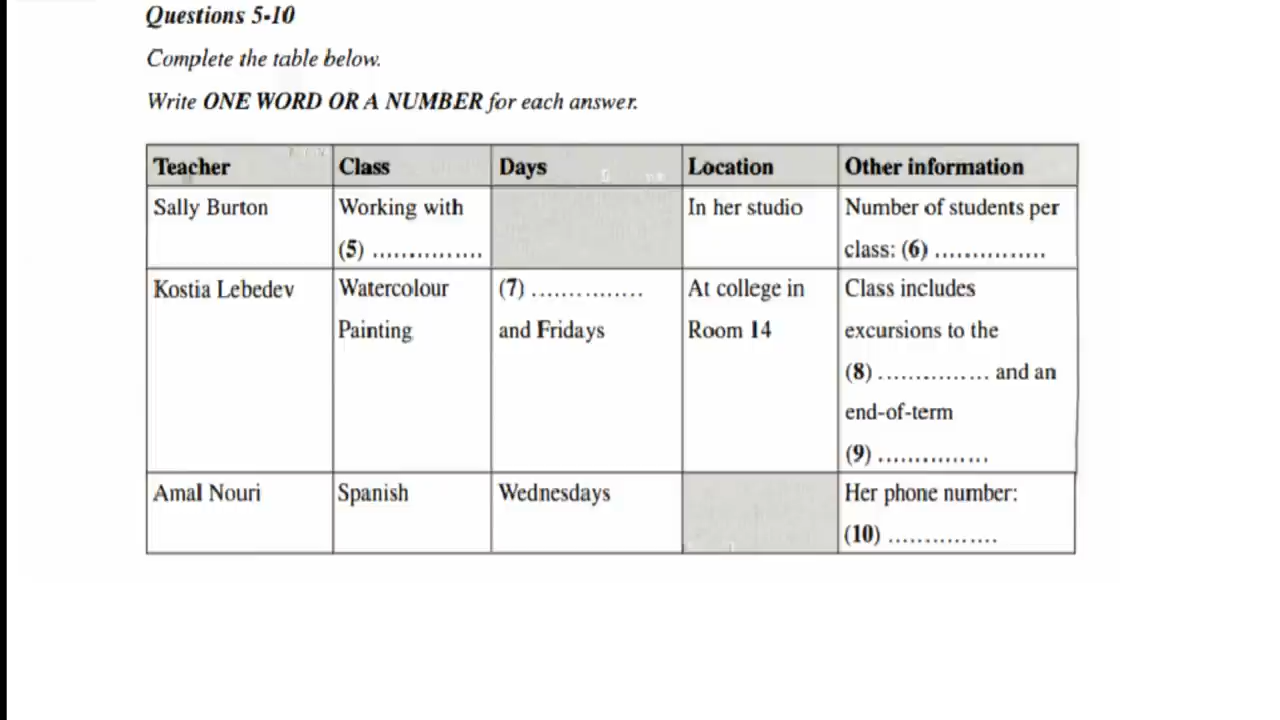 Questions 5-10
Complete the table below.
Write ONE WORD OR A NUMBER for each answer.
Teacher Class Days Location Other information
Sally Burton Working with In her studio Number of students per
(5) ............... class: (6) ...............
Kostia Lebedev Watercolour (7) ............... At college in Class includes
Painting and Fridays Room 14 excursions to the
(8) ............... and an
end-of-term
(9) ...............
Amal Nouri Spanish Wednesdays Her phone number:
(10) ...............